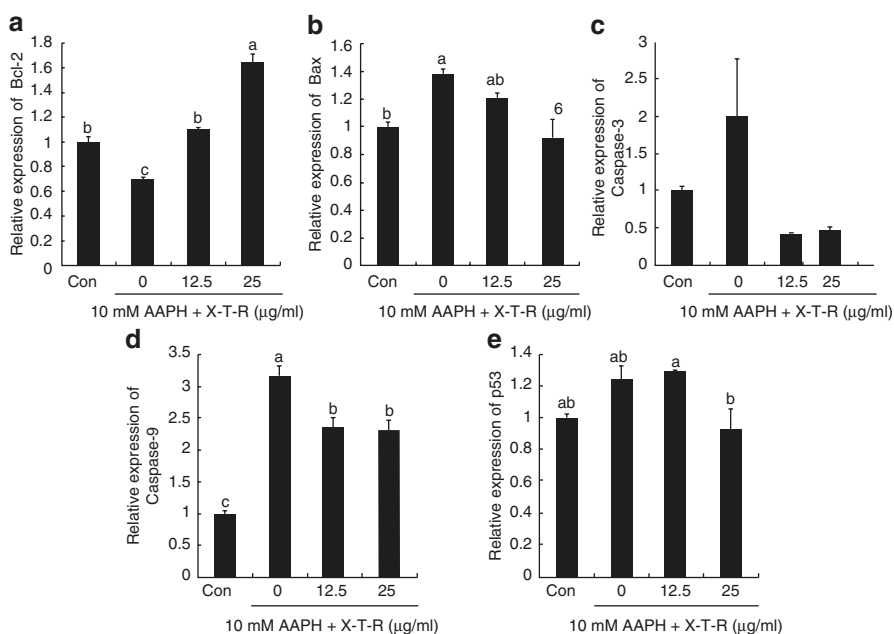 a
Relative expression of Bcl-2
1.8
1.6
1.4
1.2
1
0.8
0.6
0.4
0.2
0
b
c
b
a
Con
0
12.5
25
10 mM AAPH + X-T-R (μg/ml)
b
Relative expression of Bax
1.6
1.4
1.2
1
0.8
0.6
0.4
0.2
0
b
a
ab
6
Con
0
12.5
25
10 mM AAPH + X-T-R (μg/ml)
c
Relative expression of
Caspase-3
3
2.5
2
1.5
1
0.5
0
Con
0
12.5
25
10 mM AAPH + X-T-R (μg/ml)
d
Relative expression of
Caspase-9
3.5
3
2.5
2
1.5
1
0.5
0
c
a
b
b
Con
0
12.5
25
10 mM AAPH + X-T-R (μg/ml)
e
Relative expression of p53
1.4
1.2
1
0.8
0.6
0.4
0.2
0
ab
ab
a
b
Con
0
12.5
25
10 mM AAPH + X-T-R (μg/ml)